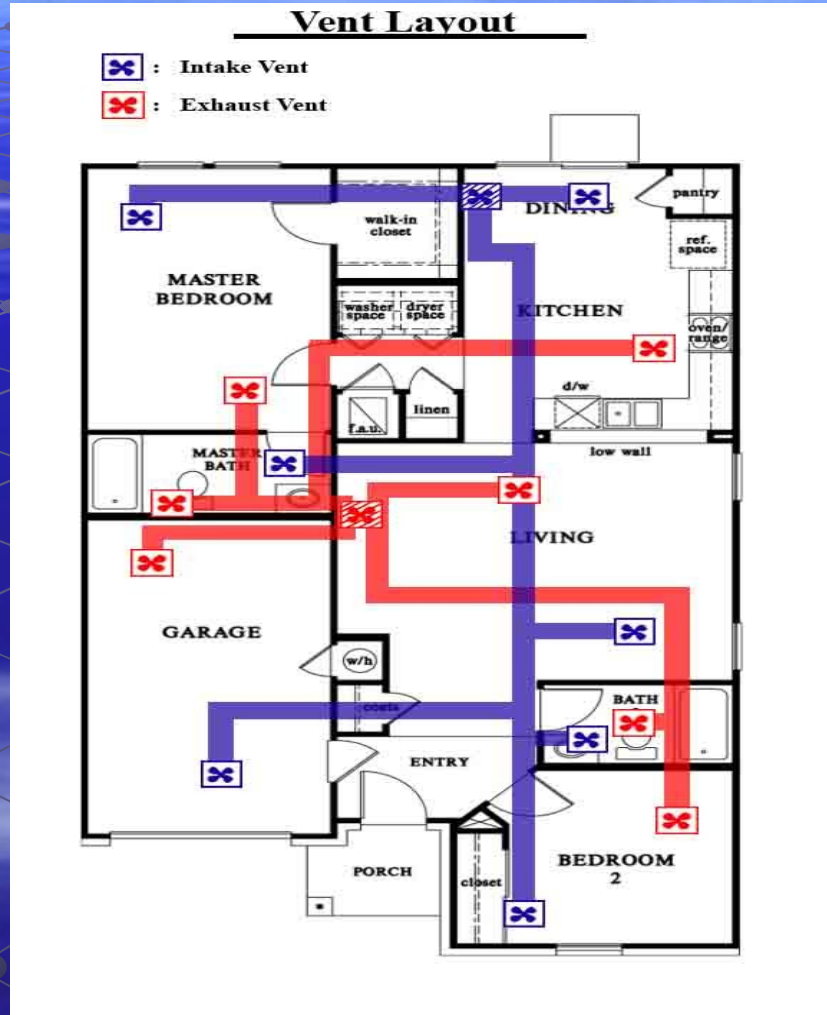 Vent Layout
: Intake Vent
: Exhaust Vent
pantry
DINING
walk-in
closet
ref.
space
MASTER
BEDROOM
washer
space
dryer
space
KITCHEN
oven/
range
d/w
linen
f.a.u.
MASTER
BATH
low wall
LIVING
GARAGE
w/h
coats
BATH
ENTRY
BEDROOM
2
PORCH
closet